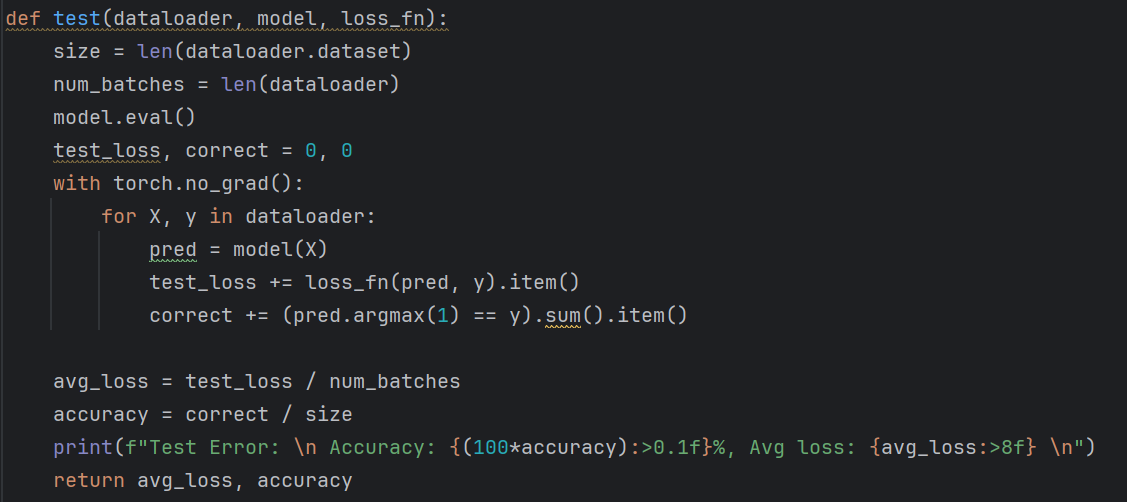 def test(dataloader, model, loss_fn):
    size = len(dataloader.dataset)
    num_batches = len(dataloader)
    model.eval()
    test_loss, correct = 0, 0
    with torch.no_grad():
        for X, y in dataloader:
            pred = model(X)
            test_loss += loss_fn(pred, y).item()
            correct += (pred.argmax(1) == y).sum().item()

    avg_loss = test_loss / num_batches
    accuracy = correct / size
    print(f"Test Error: \n Accuracy: {(100*accuracy):>0.1f}%, Avg loss: {avg_loss:>8f} \n")
    return avg_loss, accuracy